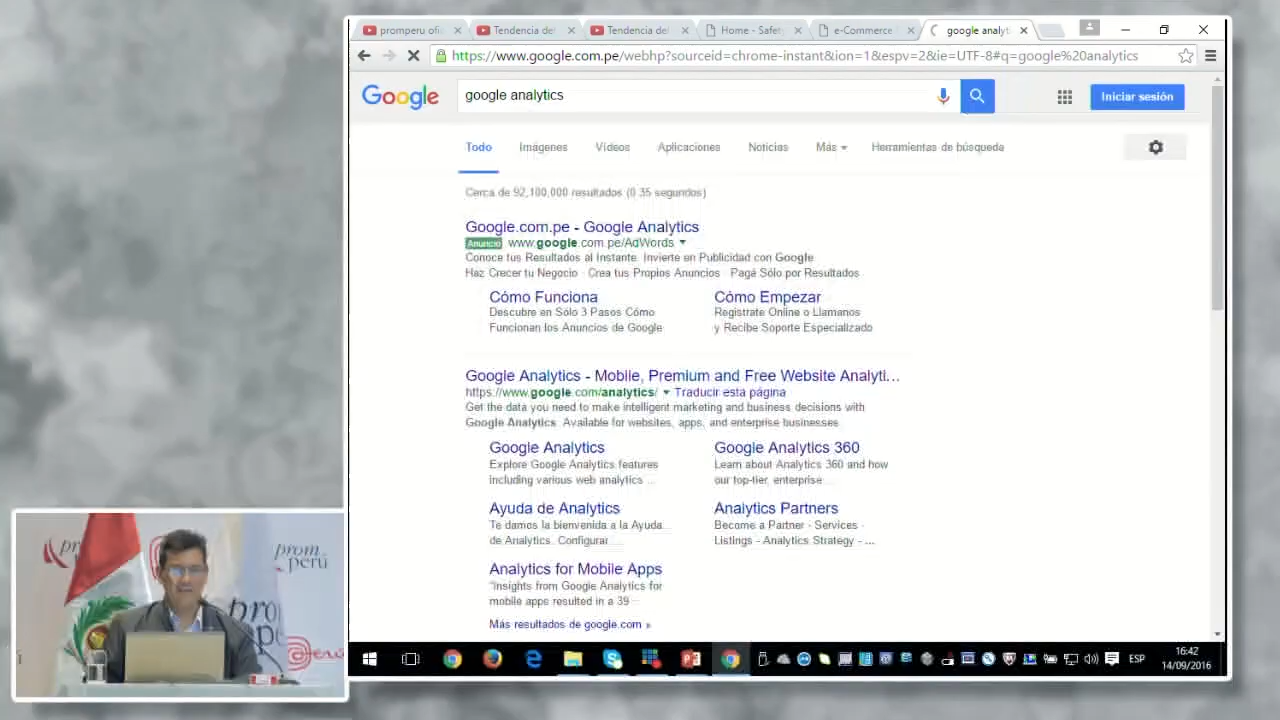 promperu ofi
Tendencia de
Tendencia de
Home - Safe
e-Commerce
google analyt
https://www.google.com.pe/webhp?sourceid=chrome-instant&ion=1&espv=2&ie=UTF-8#q=google%20analytics
Google
google analytics
Iniciar sesión
Todo
Imágenes
Vídeos
Aplicaciones
Noticias
Más
Herramientas de búsqueda
Cerca de 92,100,000 resultados (0.35 segundos)
Google.com.pe - Google Analytics
Anuncio www.google.com.pe/AdWords
Conoce tus Resultados al Instante. Invierte en Publicidad con Google
Haz Crecer tu Negocio · Crea tus Propios Anuncios · Pagá Sólo por Resultados
Cómo Funciona
Descubre en Sólo 3 Pasos Cómo
Funcionan los Anuncios de Google
Cómo Empezar
Registrate Online o Llamanos
y Recibe Soporte Especializado
Google Analytics - Mobile, Premium and Free Website Analyti...
https://www.google.com/analytics/ Traducir esta página
Get the data you need to make intelligent marketing and business decisions with
Google Analytics. Available for websites, apps, and enterprise businesses
Google Analytics
Explore Google Analytics features
including various web analytics ...
Google Analytics 360
Learn about Analytics 360 and how
our top-tier, enterprise ...
Ayuda de Analytics
Te damos la bienvenida a la Ayuda
de Analytics. Configurar ...
Analytics Partners
Become a Partner - Services -
Listings - Analytics Strategy - ...
Analytics for Mobile Apps
"Insights from Google Analytics for
mobile apps resulted in a 39 ...
Más resultados de google.com »
ESP
16:42
14/09/2016
prom
perú
Perú